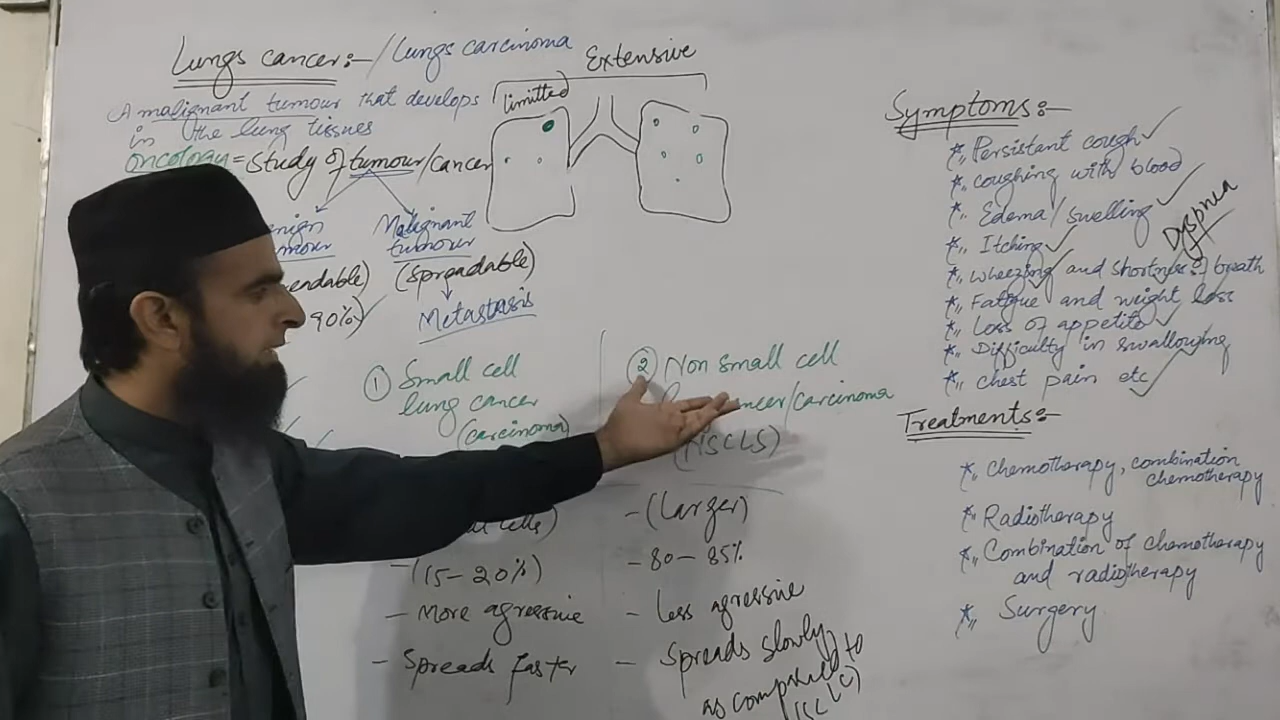 Lungs cancer:- / Lungs carcinoma
A malignant tumour that develops
in the lung tissues
oncology = study of tumour/cancer
Extensive
limitted
Malignant
tumour
(spreadable)
Metastasis
90%)
① Small cell
lung cancer
(carcinoma)
- (15-20%)
- More agressive
- Spreads faster
② Non small cell
/carcinoma
- (Larger)
- 80-85%
- Less agressive
- Spreads slowly
as compared to
Symptoms:-
*,, Persistant cough
*,, coughing with blood
*,, Edema / swelling
*,, Itching
Dyspnea
*,, wheezing and shortness of breath
*,, Fatigue and weight loss
*,, Loss of appetite
*,, Difficulty in swallowing
*,, chest pain etc
Treatments:-
*,, chemotherapy, combination
chemotherapy
*,, Radiotherapy
*,, Combination of chemotherapy
and radiotherapy
*,, Surgery